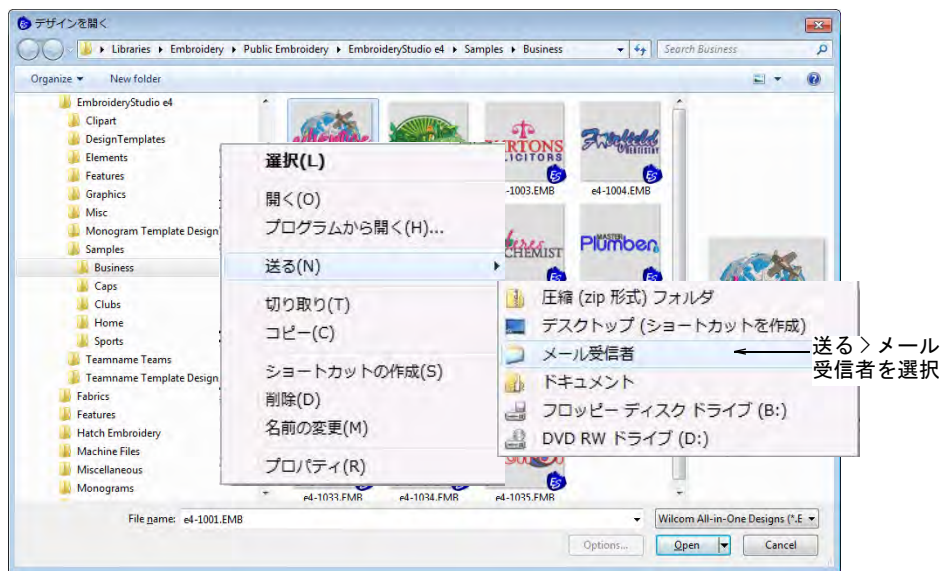 デザインを開く
Libraries ▸ Embroidery ▸ Public Embroidery ▸ EmbroideryStudio e4 ▸ Samples ▸ Business
Search Business
Organize ▾ New folder
EmbroideryStudio e4
Clipart
DesignTemplates
Elements
Features
Graphics
Misc
Monogram Template Design
Samples
Business
Caps
Clubs
Home
Sports
Teamname Teams
Teamname Template Design
Fabrics
Features
Hatch Embroidery
Machine Files
Miscellaneous
Monograms
RTONS
LICITORS
Fairfield
-1003.EMB
e4-1004.EMB
CHEMIST
MASTER
Plumber
選択(L)
開く(O)
プログラムから開く(H)...
送る(N)
切り取り(T)
コピー(C)
ショートカットの作成(S)
削除(D)
名前の変更(M)
プロパティ(R)
圧縮 (zip 形式) フォルダ
デスクトップ (ショートカットを作成)
メール受信者
ドキュメント
フロッピー ディスク ドライブ (B:)
DVD RW ドライブ (D:)
送る > メール
受信者を選択
e4-1033.EMB
e4-1034.EMB
e4-1035.EMB
File name: e4-1001.EMB
Wilcom All-in-One Designs (*.E
Options...
Open
Cancel